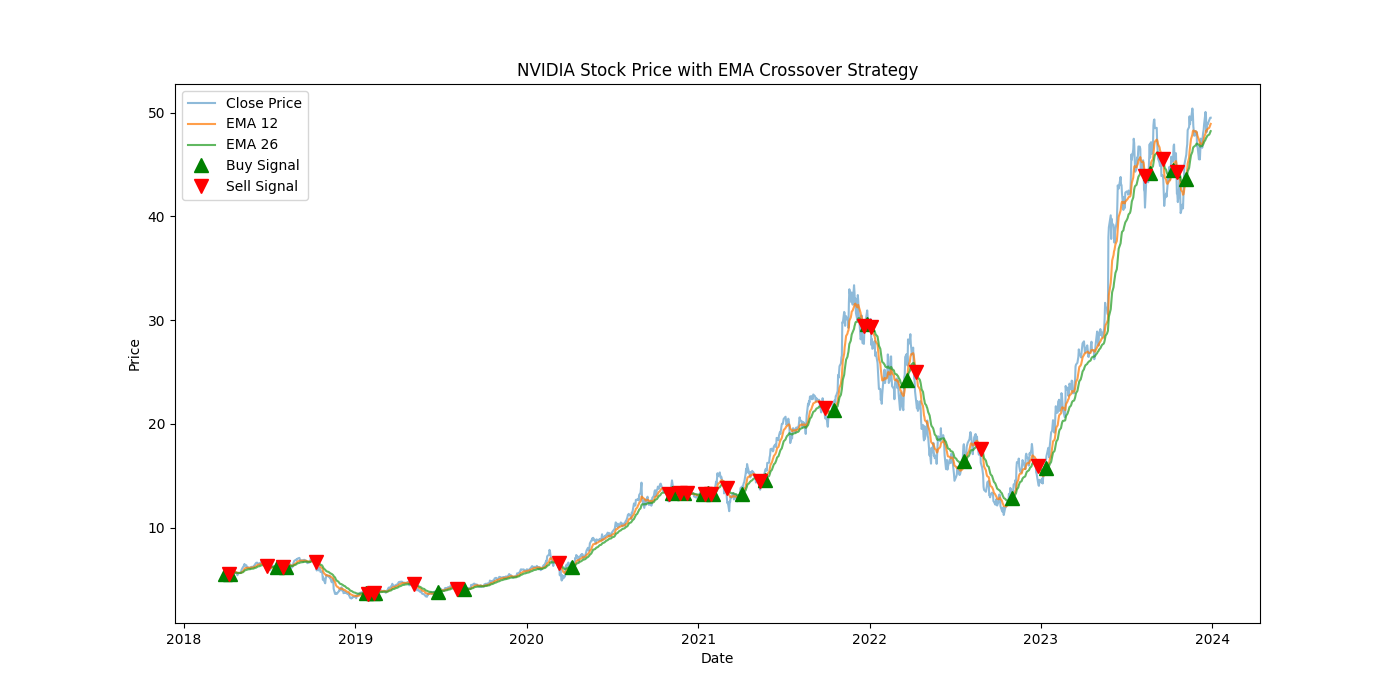 NVIDIA Stock Price with EMA Crossover Strategy
Close Price
EMA 12
EMA 26
Buy Signal
Sell Signal
50
40
30
20
10
Price
2018 2019 2020 2021 2022 2023 2024
Date